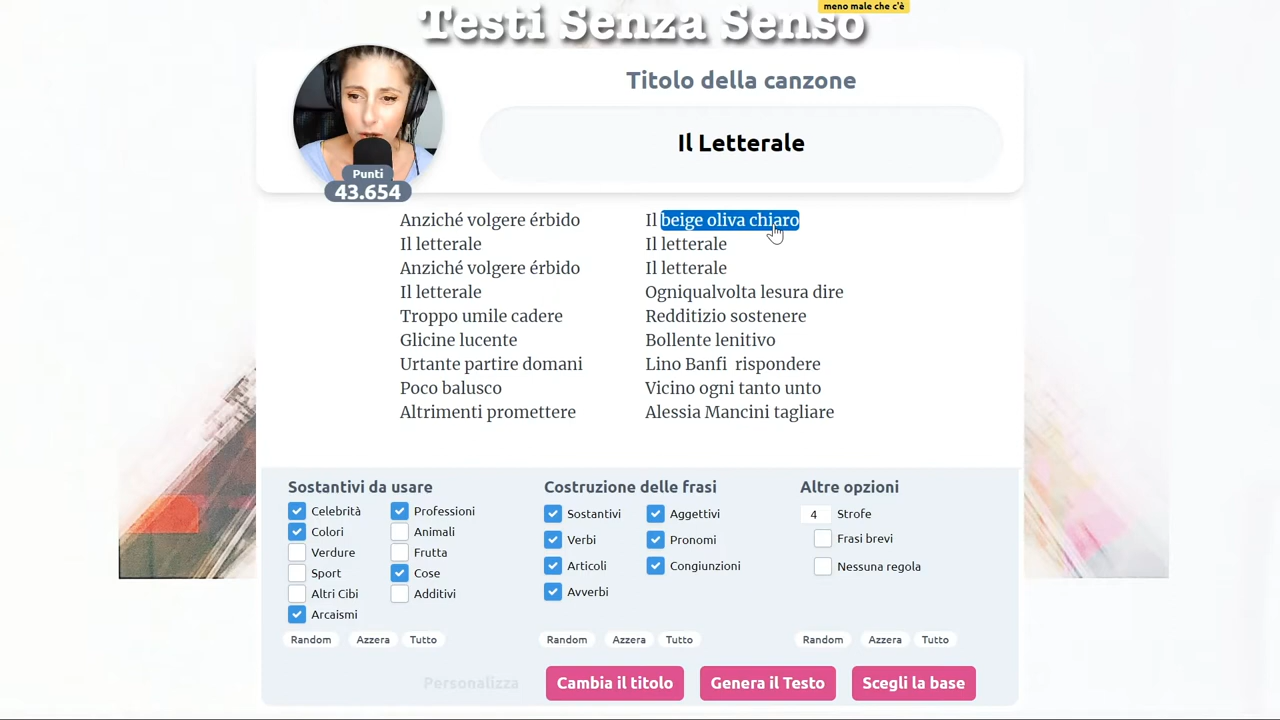 meno male che c'è
Testi Senza Senso
Titolo della canzone
Il Letterale
Punti
43.654
Anziché volgere érbido
Il letterale
Anziché volgere érbido
Il letterale
Troppo umile cadere
Glicine lucente
Urtante partire domani
Poco balusco
Altrimenti promettere
Il beige oliva chiaro
Il letterale
Il letterale
Ogniqualvolta lesura dire
Redditizio sostenere
Bollente lenitivo
Lino Banfi  rispondere
Vicino ogni tanto unto
Alessia Mancini tagliare
Sostantivi da usare
Celebrità
Professioni
Colori
Animali
Verdure
Frutta
Sport
Cose
Altri Cibi
Additivi
Arcaismi
Random Azzera Tutto
Costruzione delle frasi
Sostantivi
Aggettivi
Verbi
Pronomi
Articoli
Congiunzioni
Avverbi
Random Azzera Tutto
Altre opzioni
4 Strofe
Frasi brevi
Nessuna regola
Random Azzera Tutto
Personalizza
Cambia il titolo
Genera il Testo
Scegli la base